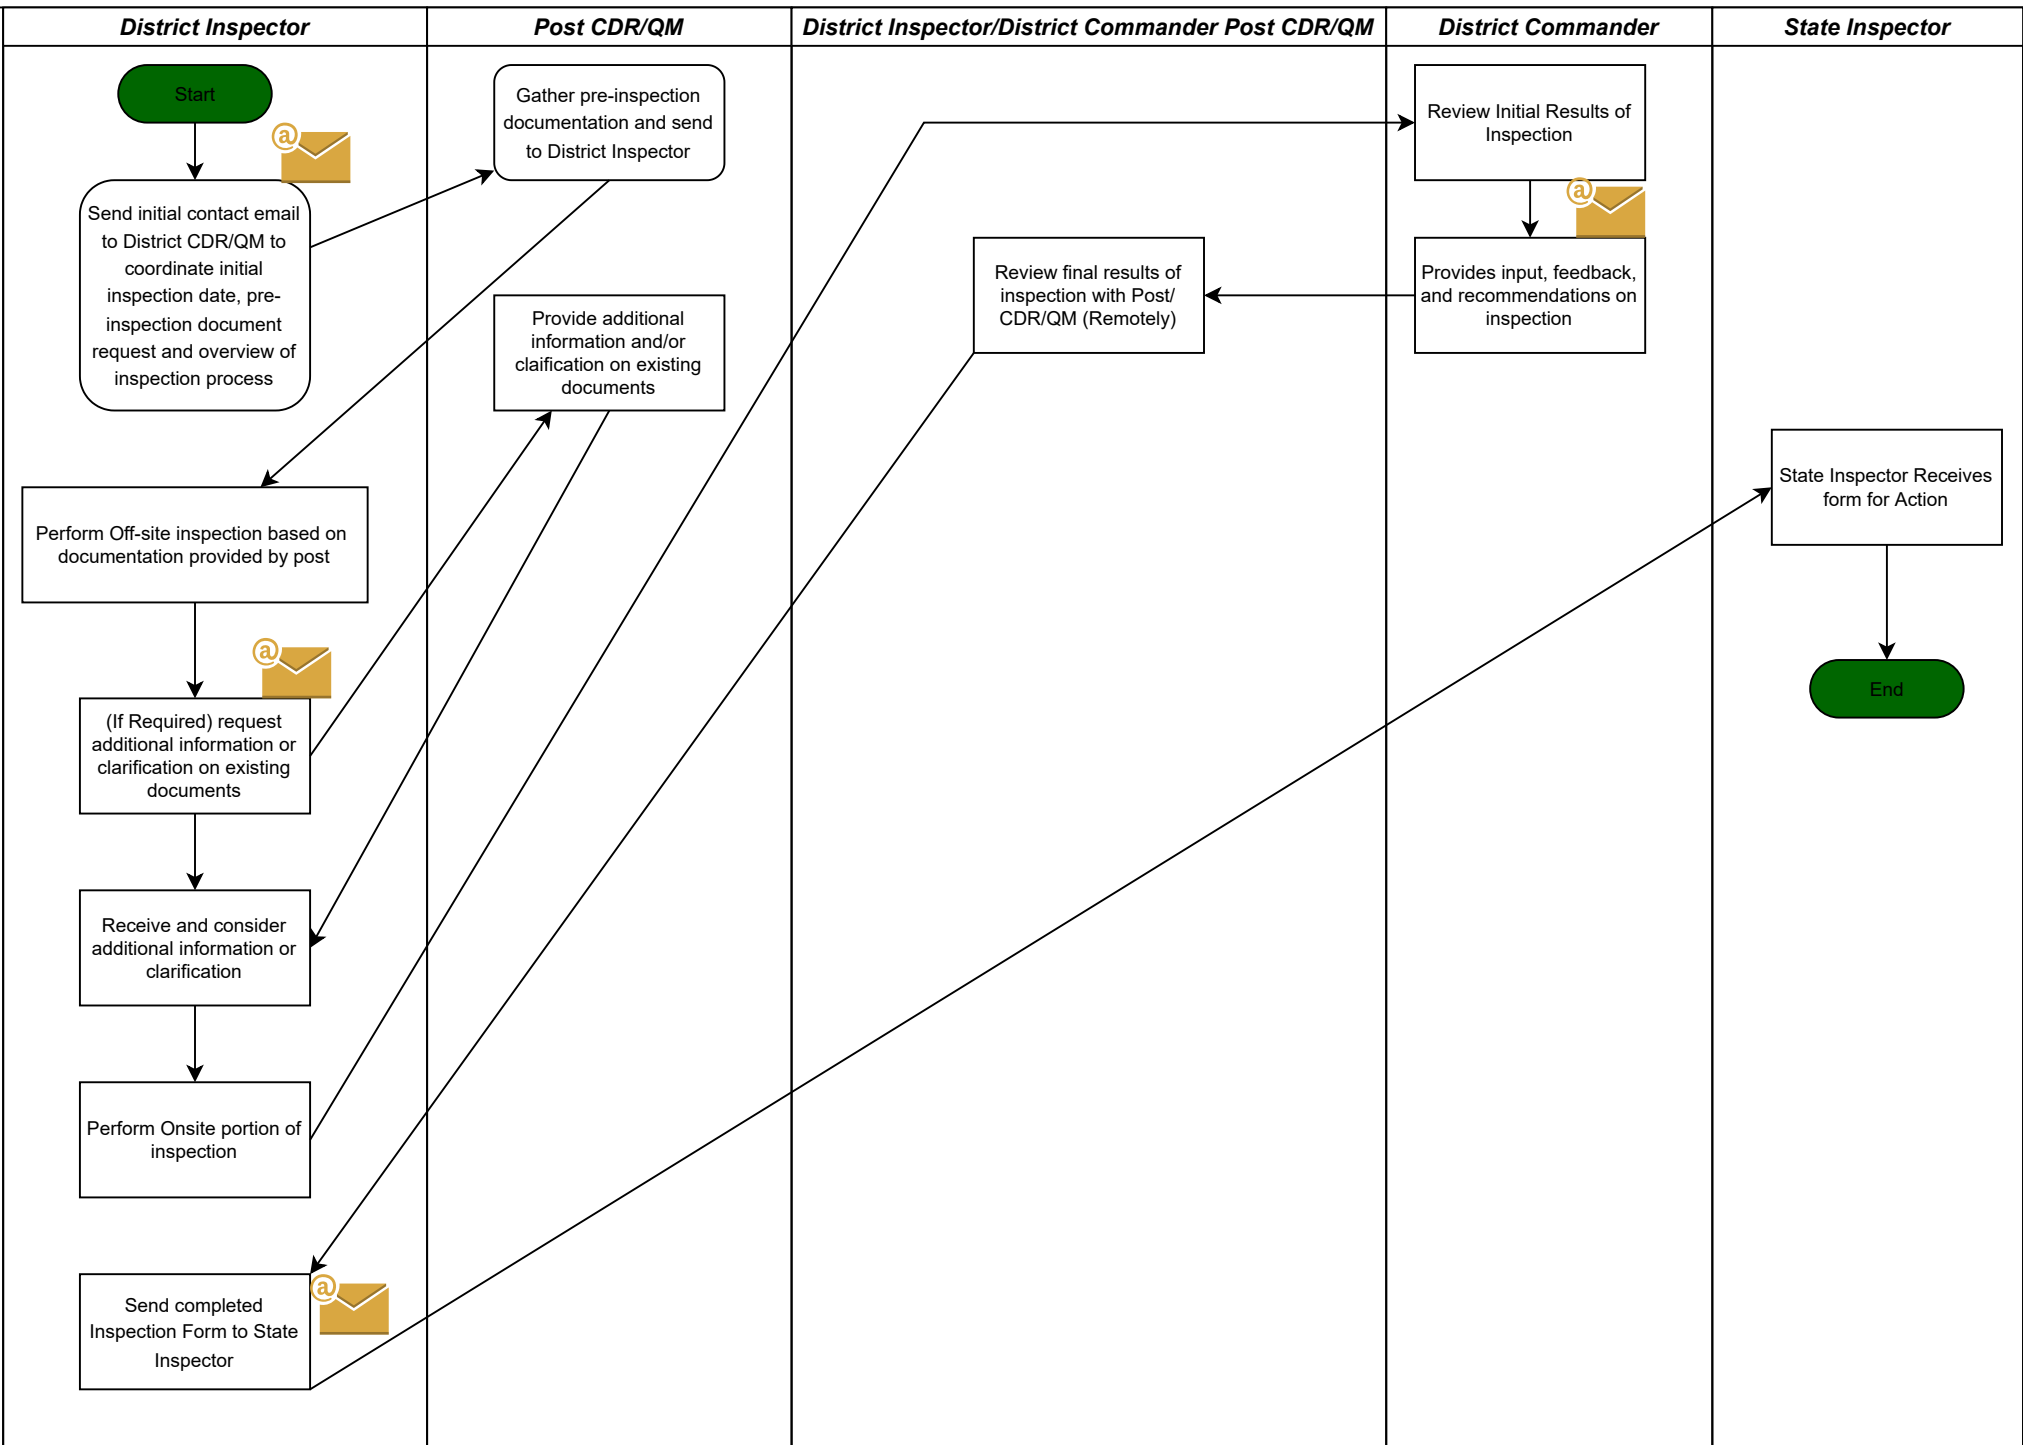 District Inspector
Post CDR/QM
District Inspector/District Commander Post CDR/QM
District Commander
State Inspector
Start
@
Send initial contact email
to District CDR/QM to
coordinate initial
inspection date, pre-
inspection document
request and overview of
inspection process
Perform Off-site inspection based on
documentation provided by post
@
(If Required) request
additional information or
clarification on existing
documents
Receive and consider
additional information or
clarification
Perform Onsite portion of
inspection
@
Send completed
Inspection Form to State
Inspector
Gather pre-inspection
documentation and send
to District Inspector
Provide additional
information and/or
claification on existing
documents
Review final results of
inspection with Post/
CDR/QM (Remotely)
Review Initial Results of
Inspection
@
Provides input, feedback,
and recommendations on
inspection
State Inspector Receives
form for Action
End